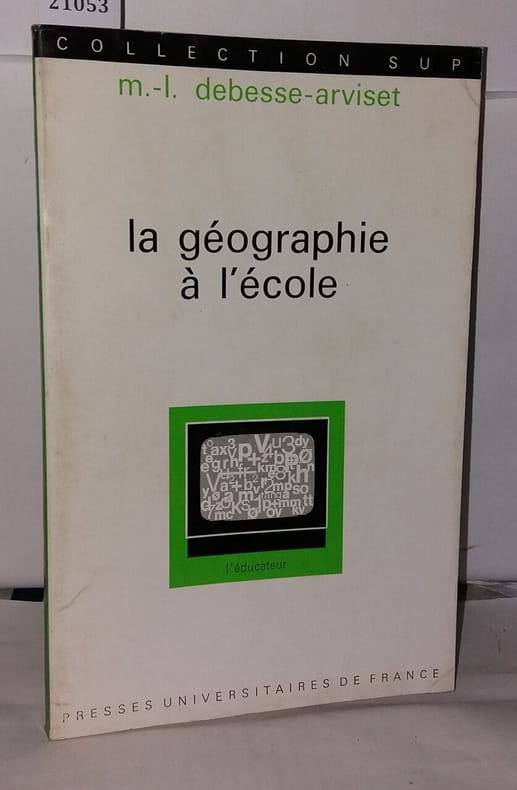 21053
COLLECTION SUP
m.-l. debesse-arviset
la géographie
à l'école
l'éducateur
PRESSES UNIVERSITAIRES DE FRANCE